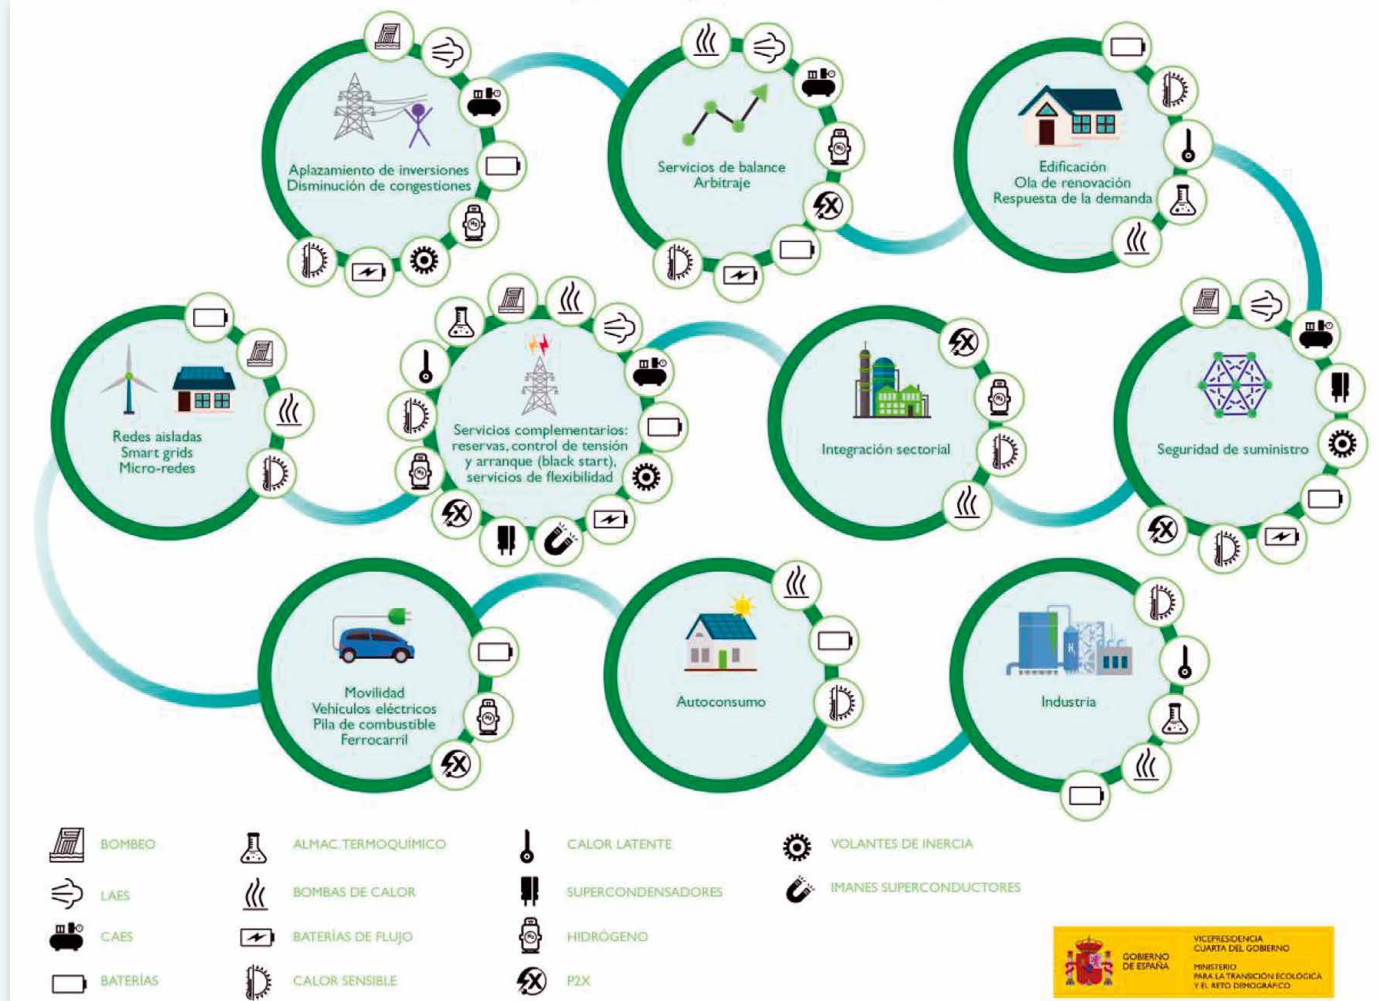 Aplazamiento de inversiones
Disminución de congestiones
Servicios de balance
Arbitraje
Edificación
Ola de renovación
Respuesta de la demanda
Redes aisladas
Smart grids
Micro-redes
Servicios complementarios:
reservas, control de tensión
y arranque (black start),
servicios de flexibilidad
Integración sectorial
Seguridad de suministro
Movilidad
Vehículos eléctricos
Pila de combustible
Ferrocarril
Autoconsumo
Industria
BOMBEO
ALMAC. TERMOQUÍMICO
CALOR LATENTE
VOLANTES DE INERCIA
LAES
BOMBAS DE CALOR
SUPERCONDENSADORES
IMANES SUPERCONDUCTORES
CAES
BATERÍAS DE FLUJO
HIDRÓGENO
BATERÍAS
CALOR SENSIBLE
P2X
GOBIERNO
DE ESPAÑA
VICEPRESIDENCIA
CUARTA DEL GOBIERNO
MINISTERIO
PARA LA TRANSICIÓN ECOLÓGICA
Y EL RETO DEMOGRÁFICO